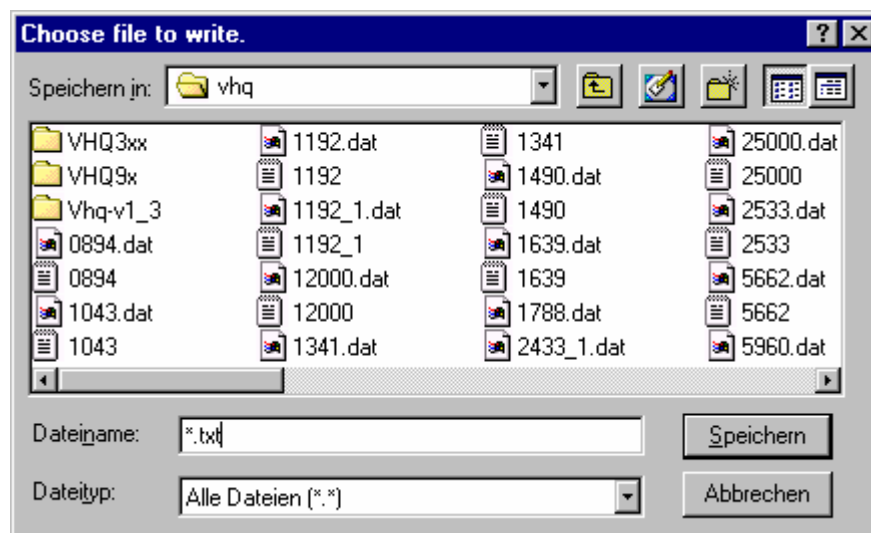 Choose file to write.
Speichern in: vhq
VHQ3xx 1192.dat 1341 25000.dat
VHQ9x 1192 1490.dat 25000
Vhq-v1_3 1192_1.dat 1490 2533.dat
0894.dat 1192_1 1639.dat 2533
0894 12000.dat 1639 5662.dat
1043.dat 12000 1788.dat 5662
1043 1341.dat 2433_1.dat 5960.dat
Dateiname: *.txt Speichern
Dateityp: Alle Dateien (*.*) Abbrechen